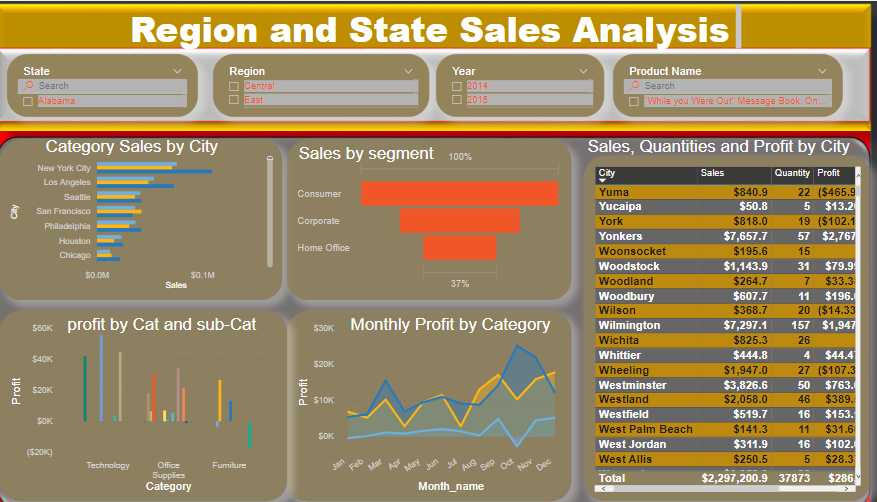 Region and State Sales Analysis
State
Search
Alabama
Region
Central
East
Year
2014
2015
Product Name
Search
"While you Were Out" Message Book, On...
Category Sales by City
City
New York City
Los Angeles
Seattle
San Francisco
Philadelphia
Houston
Chicago
$0.0M $0.1M
Sales
Sales by segment
100%
Consumer
Corporate
Home Office
37%
Sales, Quantities and Profit by City
City Sales Quantity Profit
Yuma $840.9 22 ($465.9
Yucaipa $50.8 5 $13.2
York $818.0 19 ($102.1
Yonkers $7,657.7 57 $2,767
Woonsocket $195.6 15
Woodstock $1,143.9 31 $79.9
Woodland $264.7 7 $33.3
Woodbury $607.7 11 $196.
Wilson $368.7 20 ($14.33
Wilmington $7,297.1 157 $1,947
Wichita $825.3 26
Whittier $444.8 4 $44.4
Wheeling $1,947.0 27 ($107.3
Westminster $3,826.6 50 $763.
Westland $2,058.0 46 $389.
Westfield $519.7 16 $153.
West Palm Beach $141.3 11 $31.6
West Jordan $311.9 16 $102.
West Allis $250.5 5 $28.3
Total $2,297,200.9 37873 $286
profit by Cat and sub-Cat
Profit
$60K
$40K
$20K
$0K
($20K)
Technology Office Supplies Furniture
Category
Monthly Profit by Category
Profit
$30K
$20K
$10K
$0K
Jan Feb Mar Apr May Jun Jul Aug Sep Oct Nov Dec
Month_name